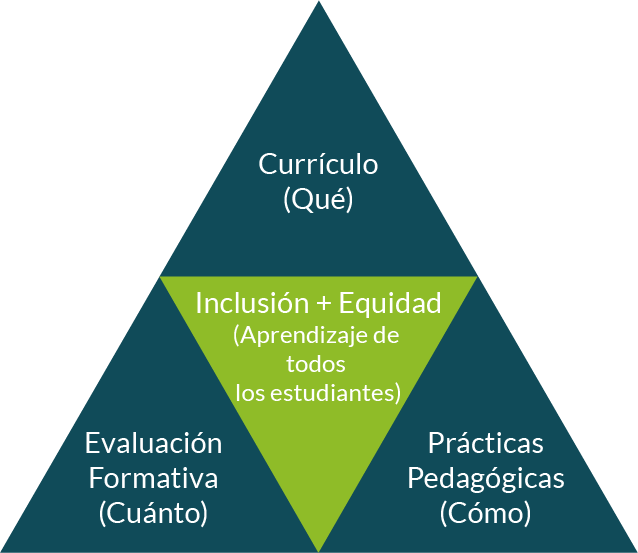 Currículo
(Qué)
Inclusión + Equidad
(Aprendizaje de
todos
los estudiantes)
Evaluación
Formativa
(Cuánto)
Prácticas
Pedagógicas
(Cómo)